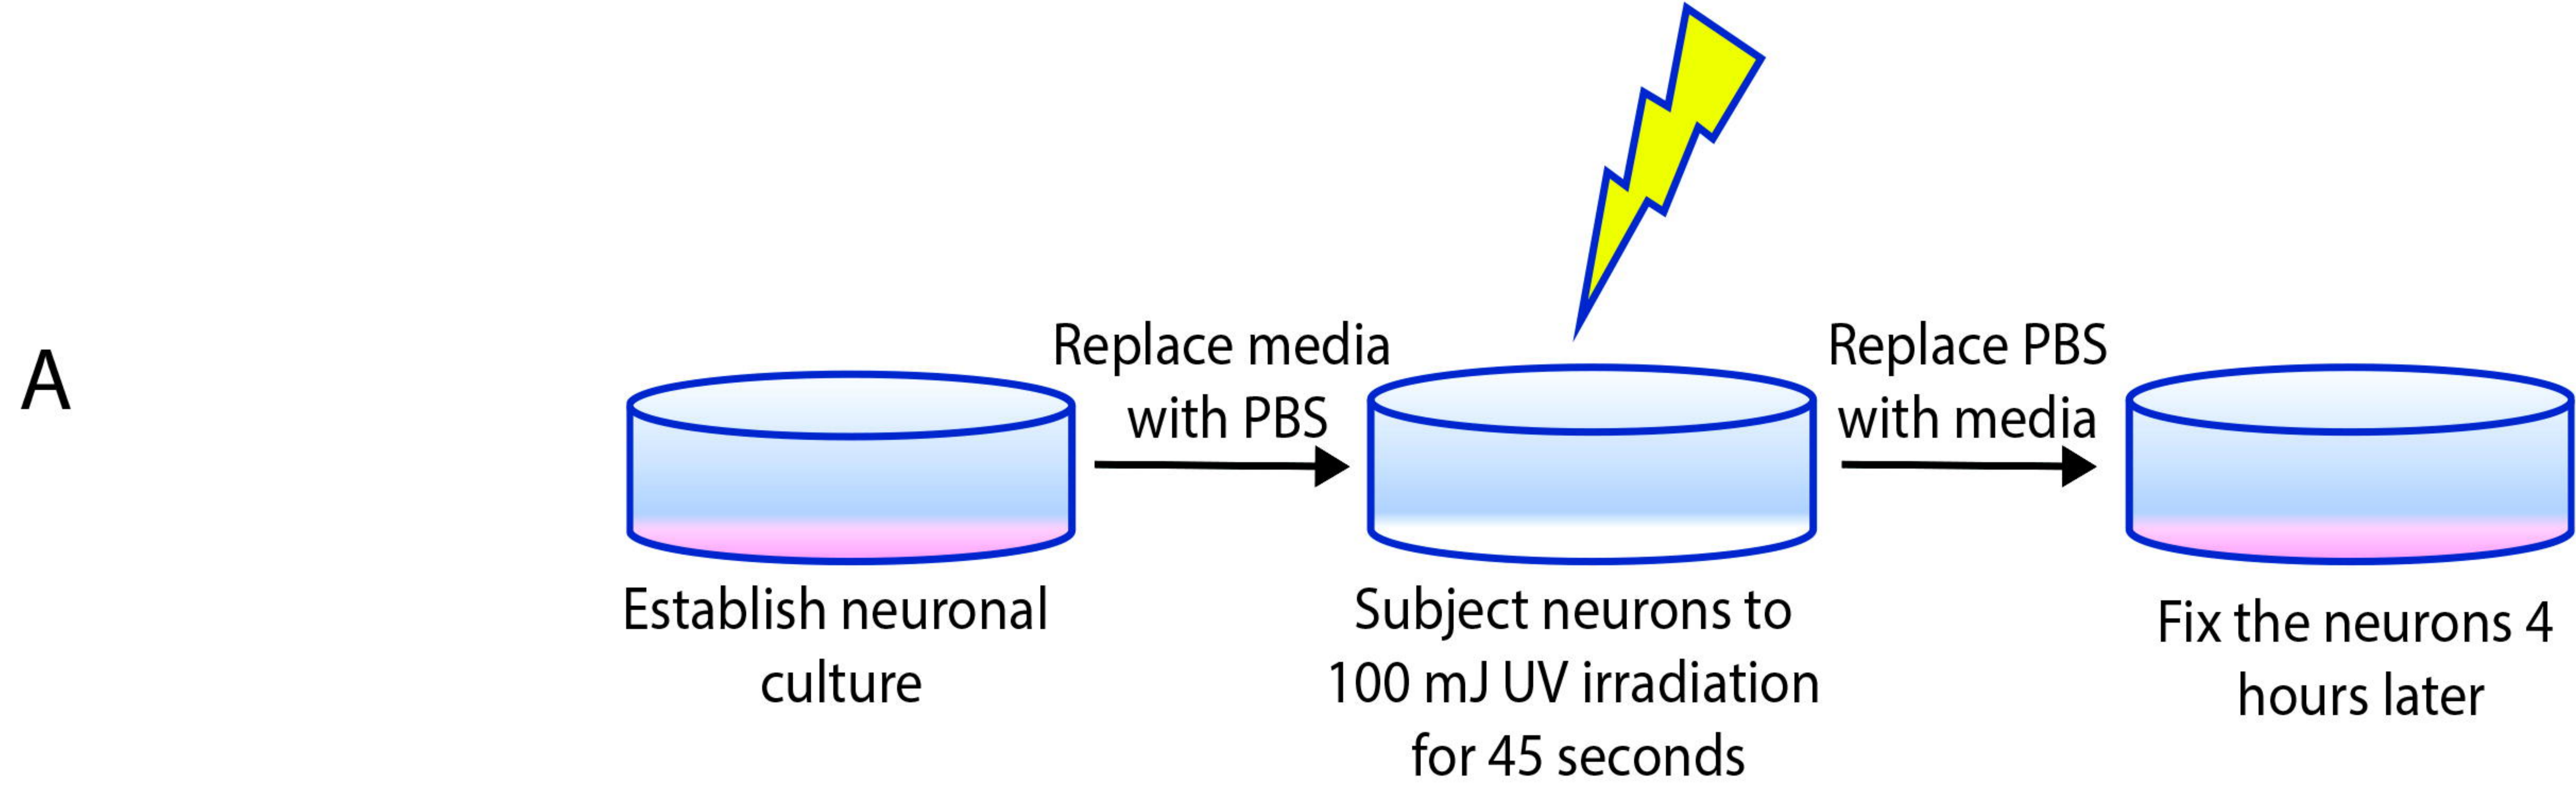 A
Establish neuronal
culture
Replace media
with PBS
Subject neurons to
100 mJ UV irradiation
for 45 seconds
Replace PBS
with media
Fix the neurons 4
hours later